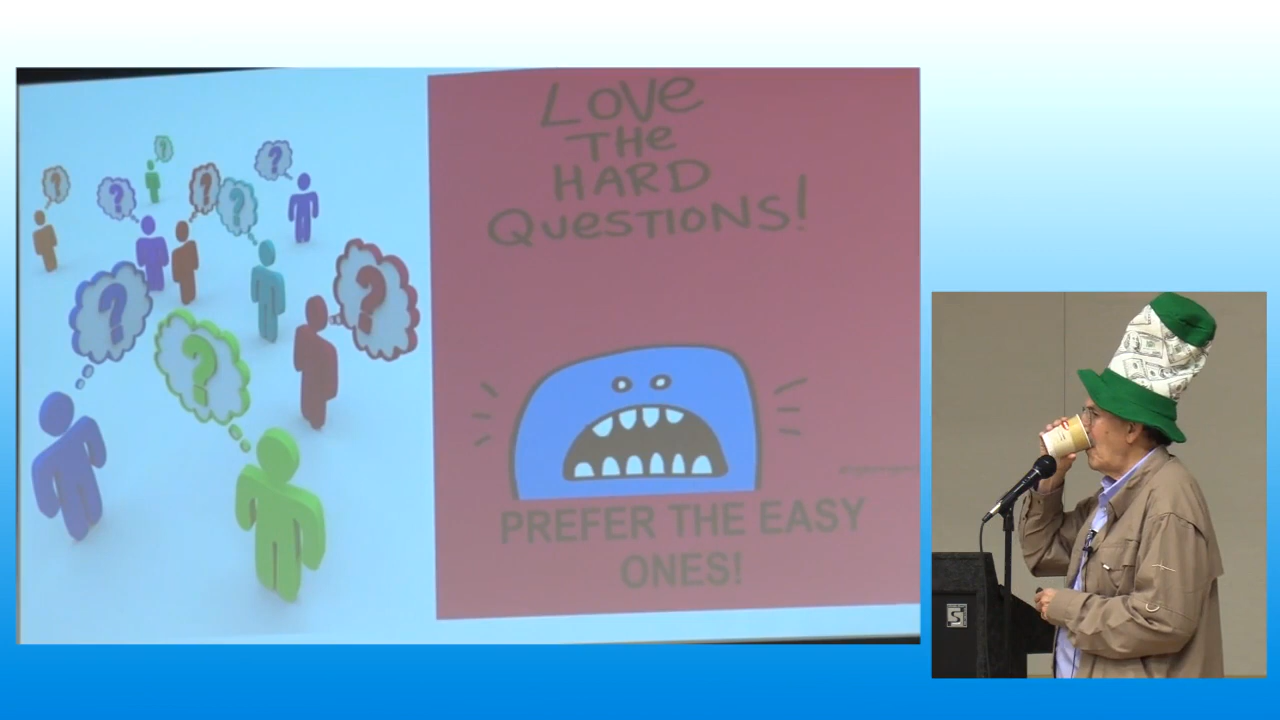 LOVE
THE
HARD
QUESTIONS!
PREFER THE EASY
ONES!